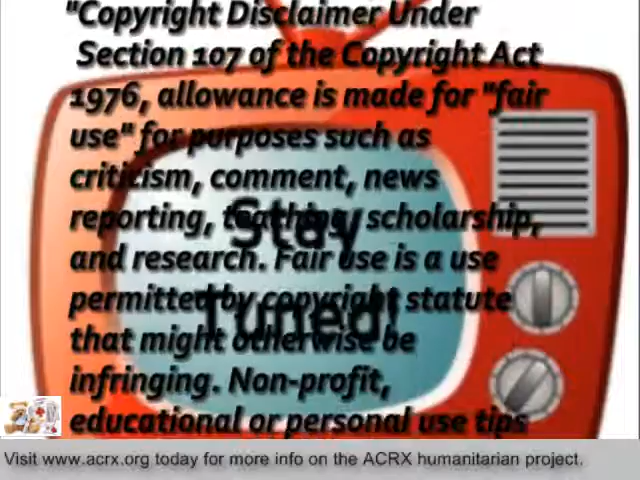 "Copyright Disclaimer Under
Section 107 of the Copyright Act
1976, allowance is made for "fair
use" for purposes such as
criticism, comment, news
reporting, teaching, scholarship,
and research. Fair use is a use
permitted by copyright statute
that might otherwise be
infringing. Non-profit,
educational or personal use tips
Stay
Tuned!
Visit www.acrx.org today for more info on the ACRX humanitarian project.